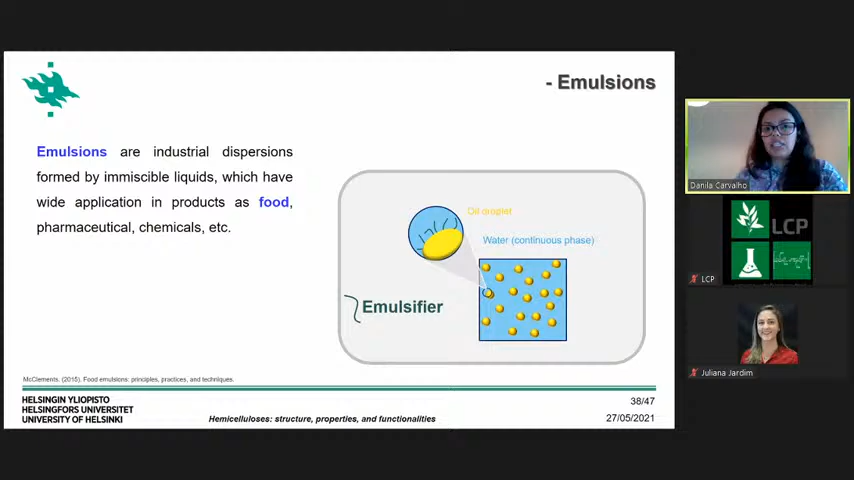 - Emulsions
Emulsions are industrial dispersions
formed by immiscible liquids, which have
wide application in products as food,
pharmaceutical, chemicals, etc.
Oil droplet
Water (continuous phase)
Emulsifier
McClements. (2015). Food emulsions: principles, practices, and techniques.
HELSINGIN YLIOPISTO
HELSINGFORS UNIVERSITET
UNIVERSITY OF HELSINKI
Hemicelluloses: structure, properties, and functionalities
38/47
27/05/2021
Danila Carvalho
LCP
LCP
Juliana Jardim